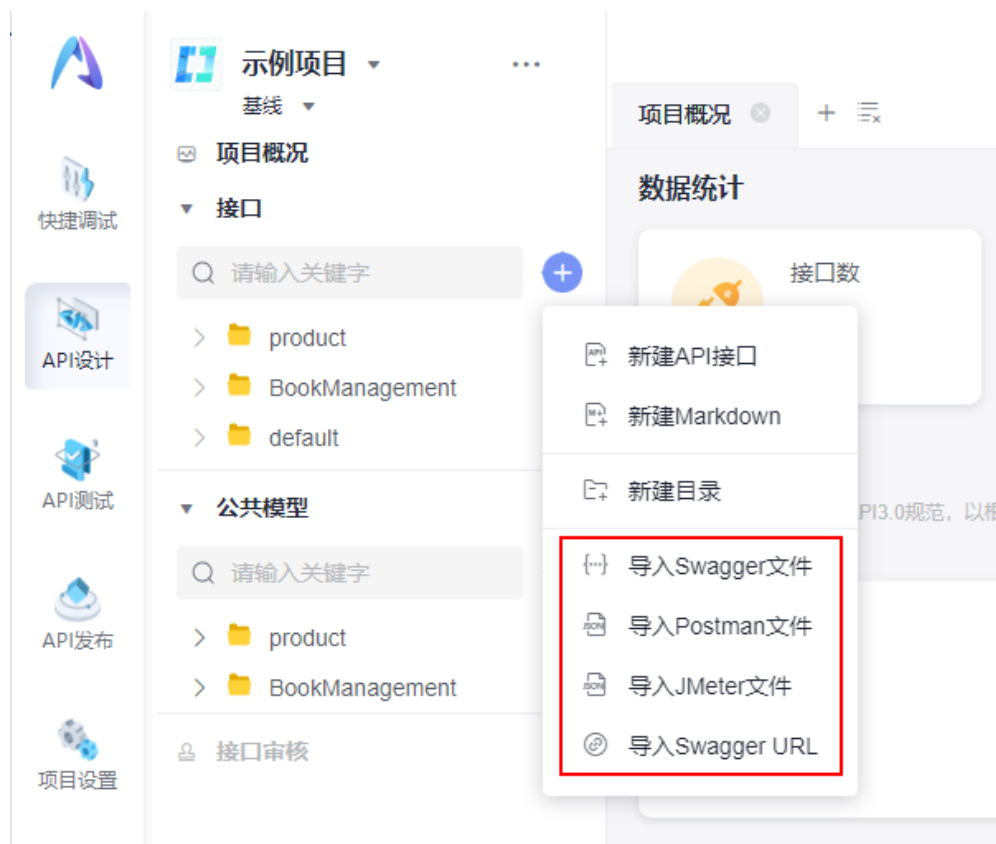 快捷调试
API设计
API测试
API发布
项目设置
示例项目
基线
项目概况
接口
请输入关键字
product
BookManagement
default
公共模型
请输入关键字
product
BookManagement
接口审核
项目概况
数据统计
接口数
新建API接口
新建Markdown
新建目录
导入Swagger文件
导入Postman文件
导入JMeter文件
导入Swagger URL
PI3.0规范，以根